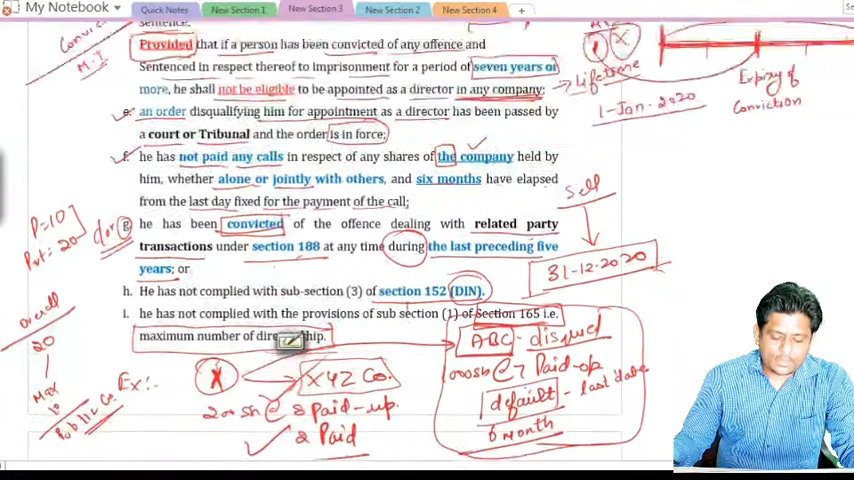 My Notebook
Quick Notes
New Section 1
New Section 3
New Section 2
New Section 4
sentence.
Provided that if a person has been convicted of any offence and
Sentenced in respect thereof to imprisonment for a period of seven years or
more, he shall not be eligible to be appointed as a director in any company;
e. an order disqualifying him for appointment as a director has been passed by
a court or Tribunal and the order is in force;
f. he has not paid any calls in respect of any shares of the company held by
him, whether alone or jointly with others, and six months have elapsed
from the last day fixed for the payment of the call;
g. he has been convicted of the offence dealing with related party
transactions under section 188 at any time during the last preceding five
years; or
h. He has not complied with sub-section (3) of section 152 (DIN).
i. he has not complied with the provisions of sub section (1) of Section 165 i.e.
maximum number of
M.I
Lifetime
1-Jan-2020
Expiry of
Conviction
Self
31-12-2020
P=10
Pvt=20
d or
Overall
20
Max
10
Public Co.
Ex:-
X
XYZ Co.
200sh @ 8 Paid-up.
2 Paid
ABC - disqued
1000sh @ 7 Paid-up
default - last date
6 month